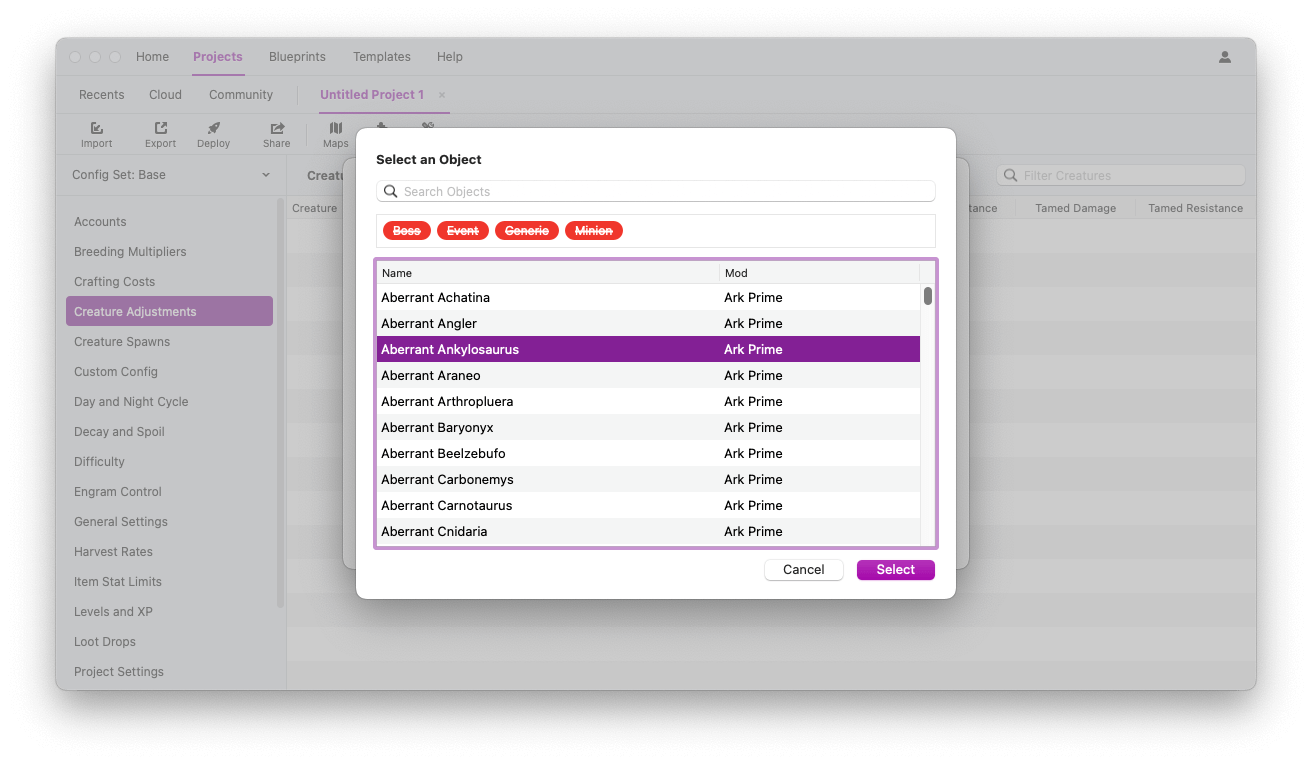 Home Projects Blueprints Templates Help
Recents Cloud Community Untitled Project 1 ×
Import Export Deploy Share Maps
Config Set: Base
Filter Creatures
Creature
Tamed Damage Tamed Resistance
Accounts
Breeding Multipliers
Crafting Costs
Creature Adjustments
Creature Spawns
Custom Config
Day and Night Cycle
Decay and Spoil
Difficulty
Engram Control
General Settings
Harvest Rates
Item Stat Limits
Levels and XP
Loot Drops
Project Settings
Select an Object
Search Objects
Boss Event Generic Minion
Name Mod
Aberrant Achatina Ark Prime
Aberrant Angler Ark Prime
Aberrant Ankylosaurus Ark Prime
Aberrant Araneo Ark Prime
Aberrant Arthropluera Ark Prime
Aberrant Baryonyx Ark Prime
Aberrant Beelzebufo Ark Prime
Aberrant Carbonemys Ark Prime
Aberrant Carnotaurus Ark Prime
Aberrant Cnidaria Ark Prime
Cancel Select